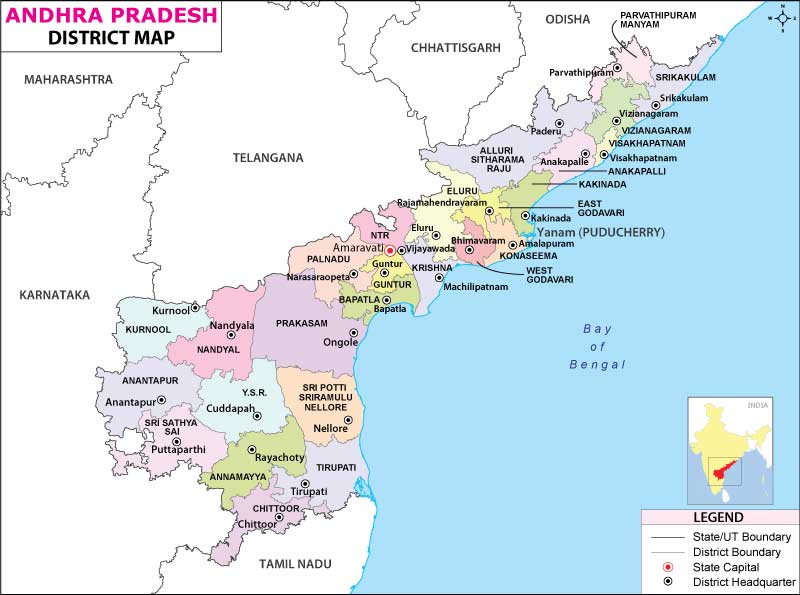 ANDHRA PRADESH
DISTRICT MAP
ODISHA
PARVATHIPURAM
MANYAM
N
W
E
S
CHHATTISGARH
MAHARASHTRA
Parvathipuram
SRIKAKULAM
Srikakulam
Vizianagaram
Paderu
VIZIANAGARAM
VISAKHAPATNAM
TELANGANA
ALLURI
SITHARAMA
RAJU
Anakapalle
Visakhapatnam
ANAKAPALLI
KAKINADA
ELURU
Rajamahendravaram
EAST
GODAVARI
Kakinada
NTR
Eluru
Yanam (PUDUCHERRY)
Amaravati
Vijayawada
Bhimavaram
Amalapuram
KONASEEMA
PALNADU
Guntur
KRISHNA
WEST
GODAVARI
Narasaraopeta
GUNTUR
Machilipatnam
KARNATAKA
BAPATLA
Bapatla
Kurnool
KURNOOL
Nandyala
NANDYAL
PRAKASAM
Ongole
Bay
of
Bengal
ANANTAPUR
Anantapur
Y.S.R.
Cuddapah
SRI POTTI
SRIRAMULU
NELLORE
Nellore
SRI SATHYA
SAI
Puttaparthi
Rayachoty
ANNAMAYYA
TIRUPATI
Tirupati
CHITTOOR
Chittoor
TAMIL NADU
INDIA
LEGEND
State/UT Boundary
District Boundary
State Capital
District Headquarter